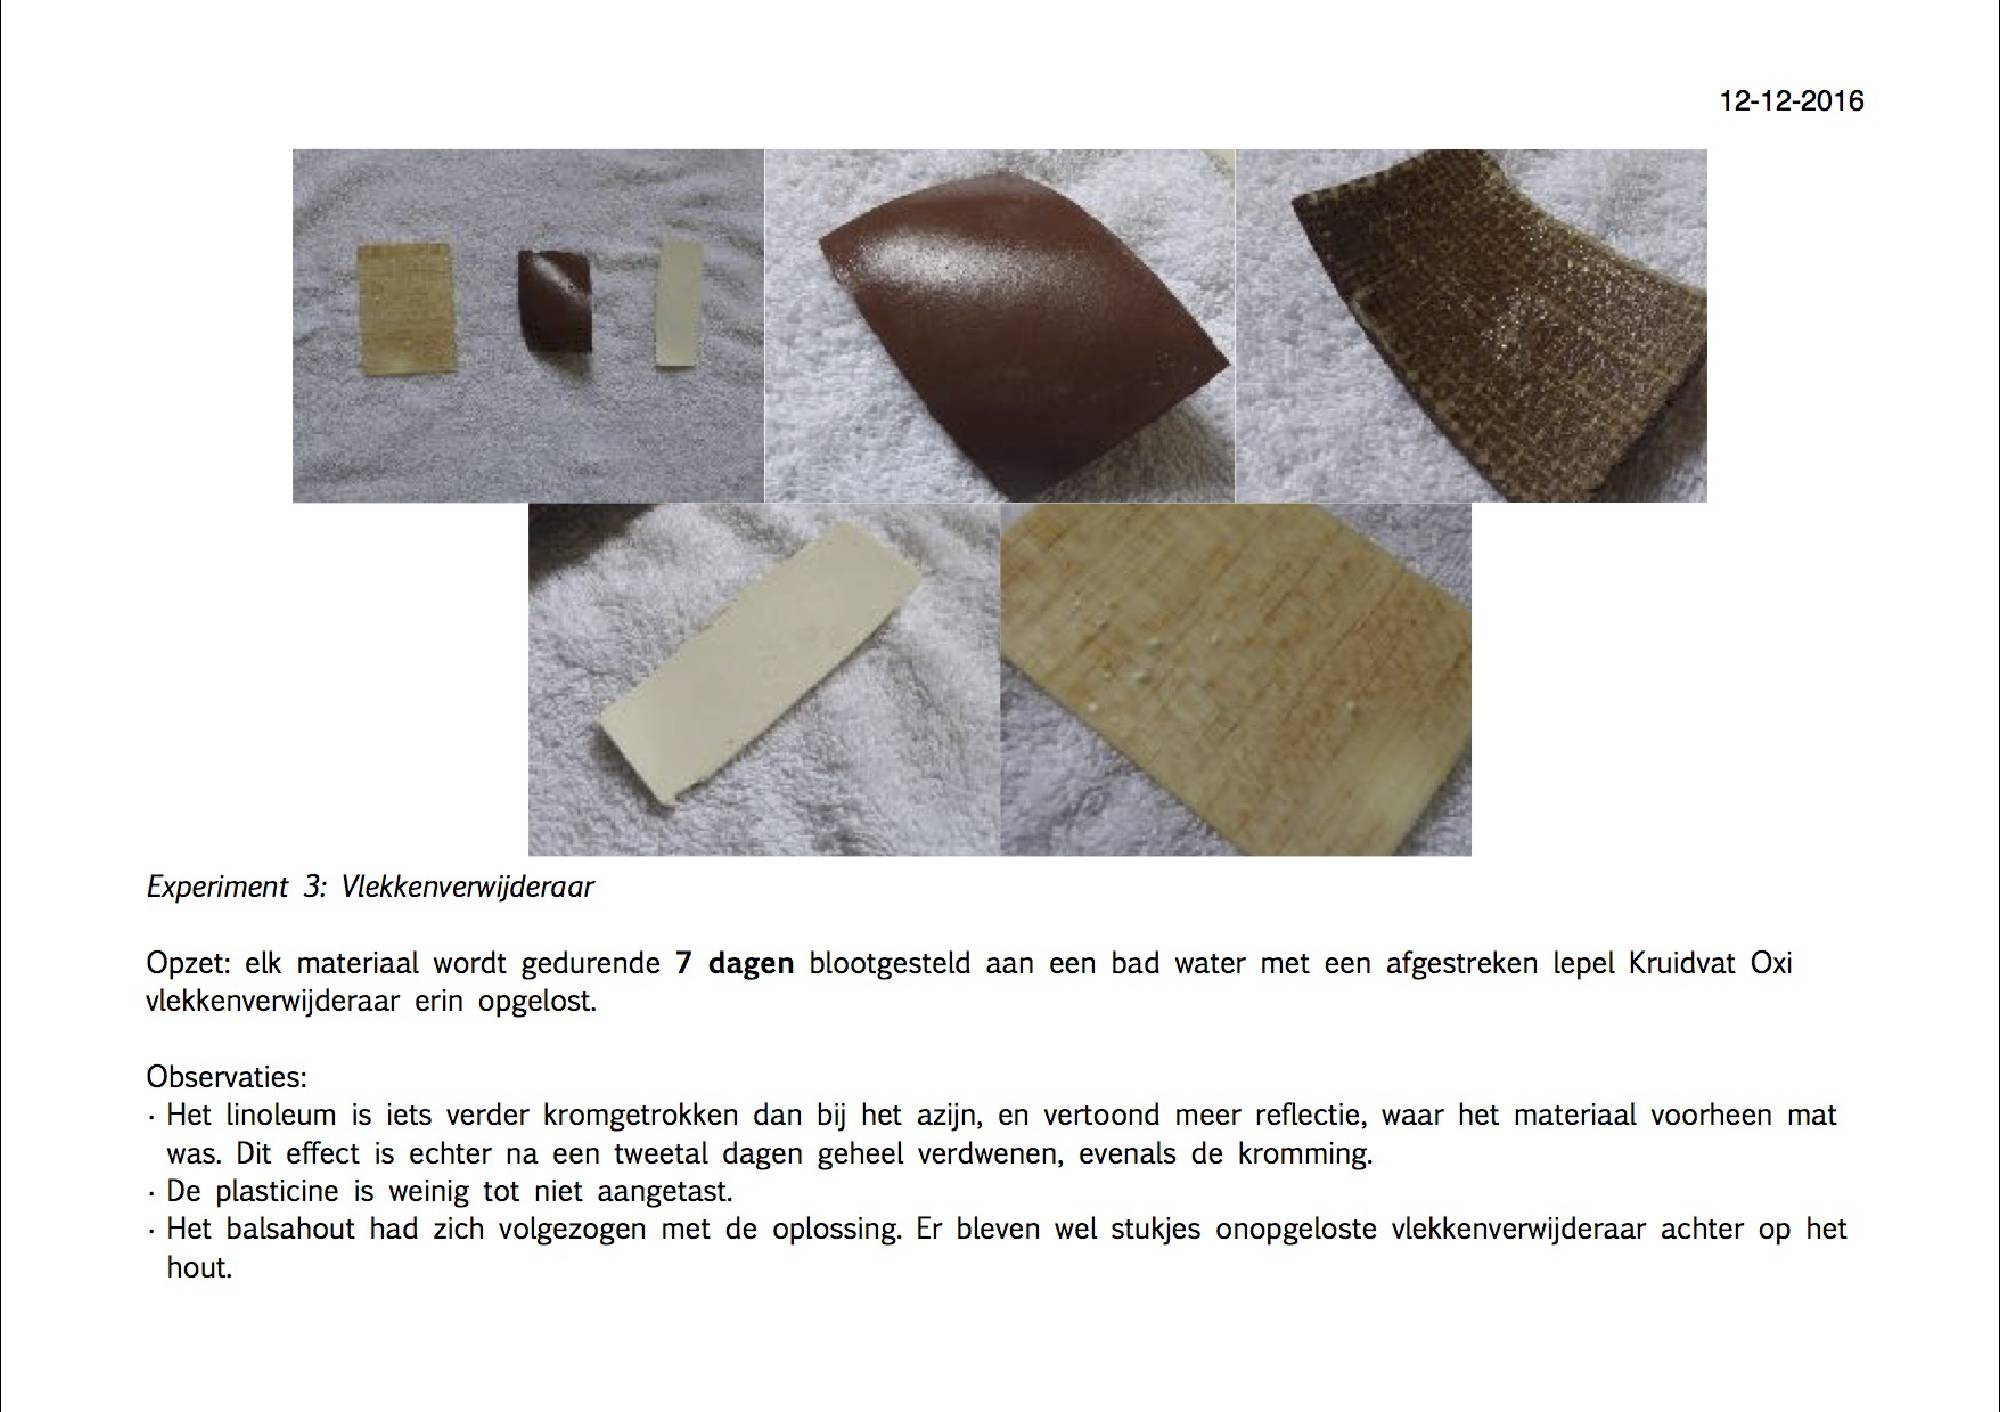 12-12-2016
Experiment 3: Vlekkenverwijderaar
Opzet: elk materiaal wordt gedurende 7 dagen blootgesteld aan een bad water met een afgestreken lepel Kruidvat Oxi
vlekkenverwijderaar erin opgelost.
Observaties:
· Het linoleum is iets verder kromgetrokken dan bij het azijn, en vertoond meer reflectie, waar het materiaal voorheen mat
was. Dit effect is echter na een tweetal dagen geheel verdwenen, evenals de kromming.
· De plasticine is weinig tot niet aangetast.
· Het balsahout had zich volgezogen met de oplossing. Er bleven wel stukjes onopgeloste vlekkenverwijderaar achter op het
hout.